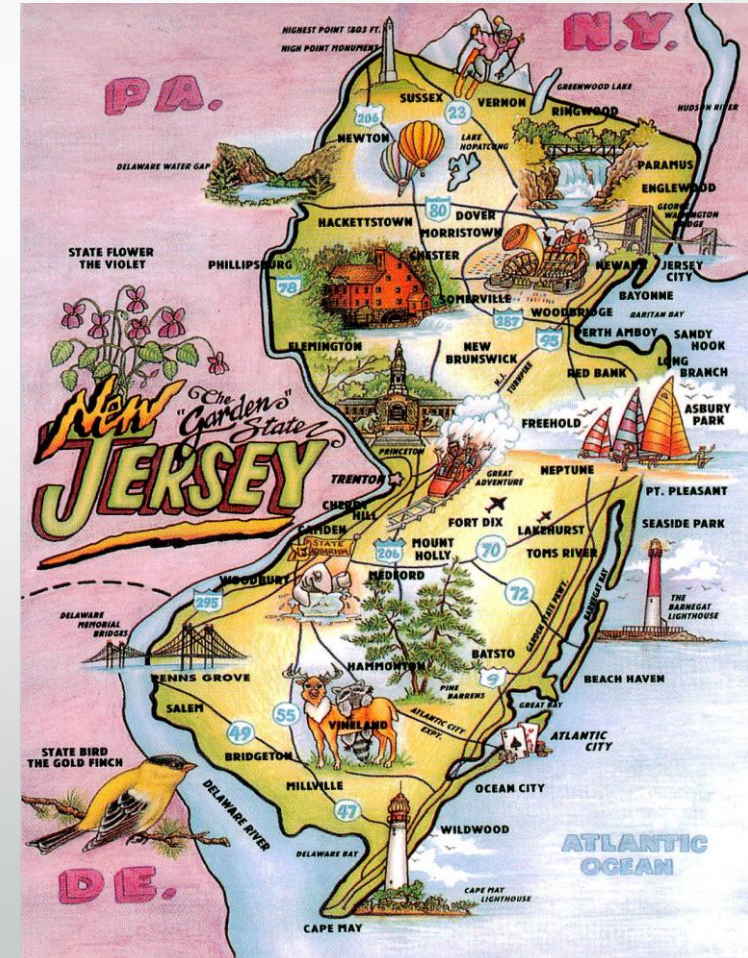 HIGHEST POINT 1803 FT.
HIGH POINT MONUMENT
N.Y.
PA.
SUSSEX
VERNON
GREENWOOD LAKE
206
23
RINGWOOD
HUDSON RIVER
NEWTON
LAKE
HOPATCONG
DELAWARE WATER GAP
PARAMUS
ENGLEWOOD
80
DOVER
GEORGE
WASHINGTON
BRIDGE
HACKETTSTOWN
MORRISTOWN
STATE FLOWER
THE VIOLET
PHILLIPSBURG
CHESTER
NEWARK
JERSEY
CITY
78
BAYONNE
SOMERVILLE
WOODBRIDGE
RARITAN BAY
287
95
PERTH AMBOY
SANDY
HOOK
FLEMINGTON
NEW
BRUNSWICK
N.J.
TURNPIKE
RED BANK
LONG
BRANCH
New
The
"Garden"
State
JERSEY
FREEHOLD
ASBURY
PARK
PRINCETON
TRENTON
GREAT
ADVENTURE
NEPTUNE
PT. PLEASANT
CHERRY
HILL
FORT DIX
LAKEHURST
SEASIDE PARK
CAMDEN
STATE
AQUARIUM
206
MOUNT
HOLLY
70
TOMS RIVER
WOODBURY
MEDFORD
295
72
GARDEN STATE PKWY.
BARNEGAT BAY
THE
BARNEGAT
LIGHTHOUSE
DELAWARE
MEMORIAL
BRIDGES
BATSTO
HAMMONTON
9
PENNS GROVE
PINE
BARRENS
BEACH HAVEN
SALEM
GREAT BAY
55
VINELAND
ATLANTIC CITY
EXPY.
49
ATLANTIC
CITY
STATE BIRD
THE GOLD FINCH
BRIDGETON
MILLVILLE
OCEAN CITY
DELAWARE RIVER
47
WILDWOOD
DELAWARE BAY
ATLANTIC
OCEAN
DE.
CAPE MAY
LIGHTHOUSE
CAPE MAY